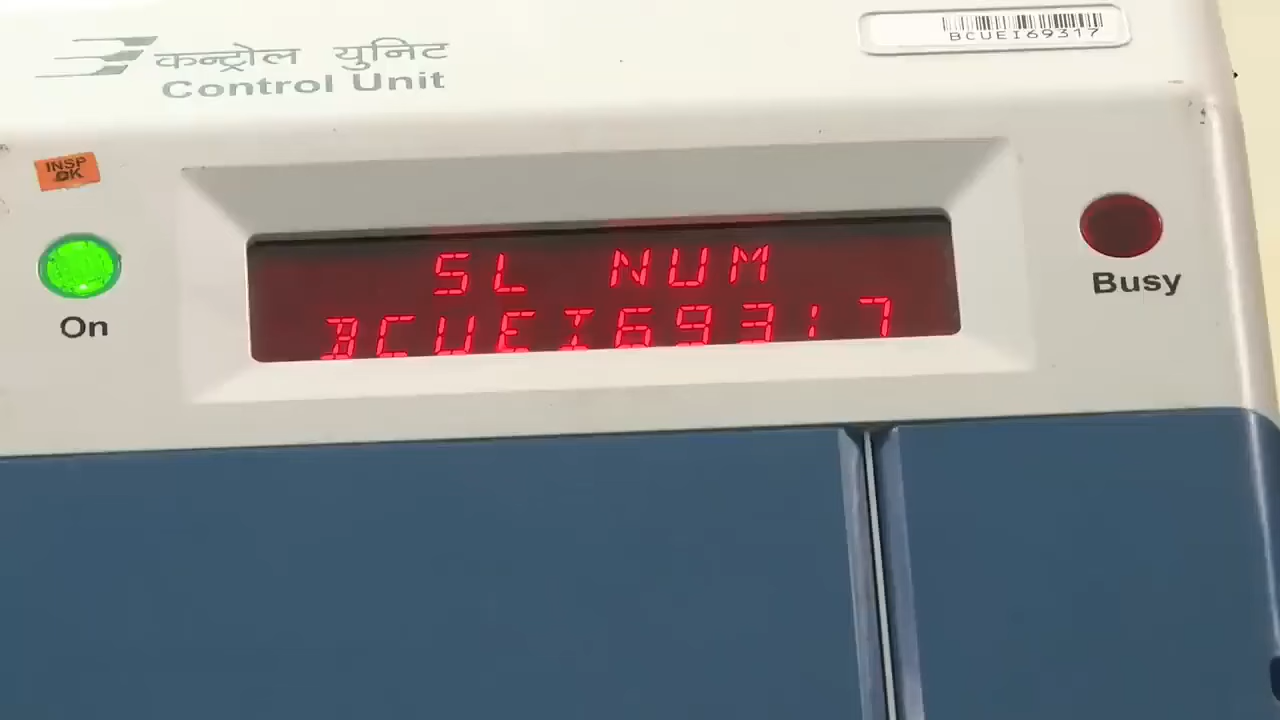 BCUEI69317
कन्ट्रोल युनिट
Control Unit
INSP
OK
SL NUM
BCUEI69317
On
Busy